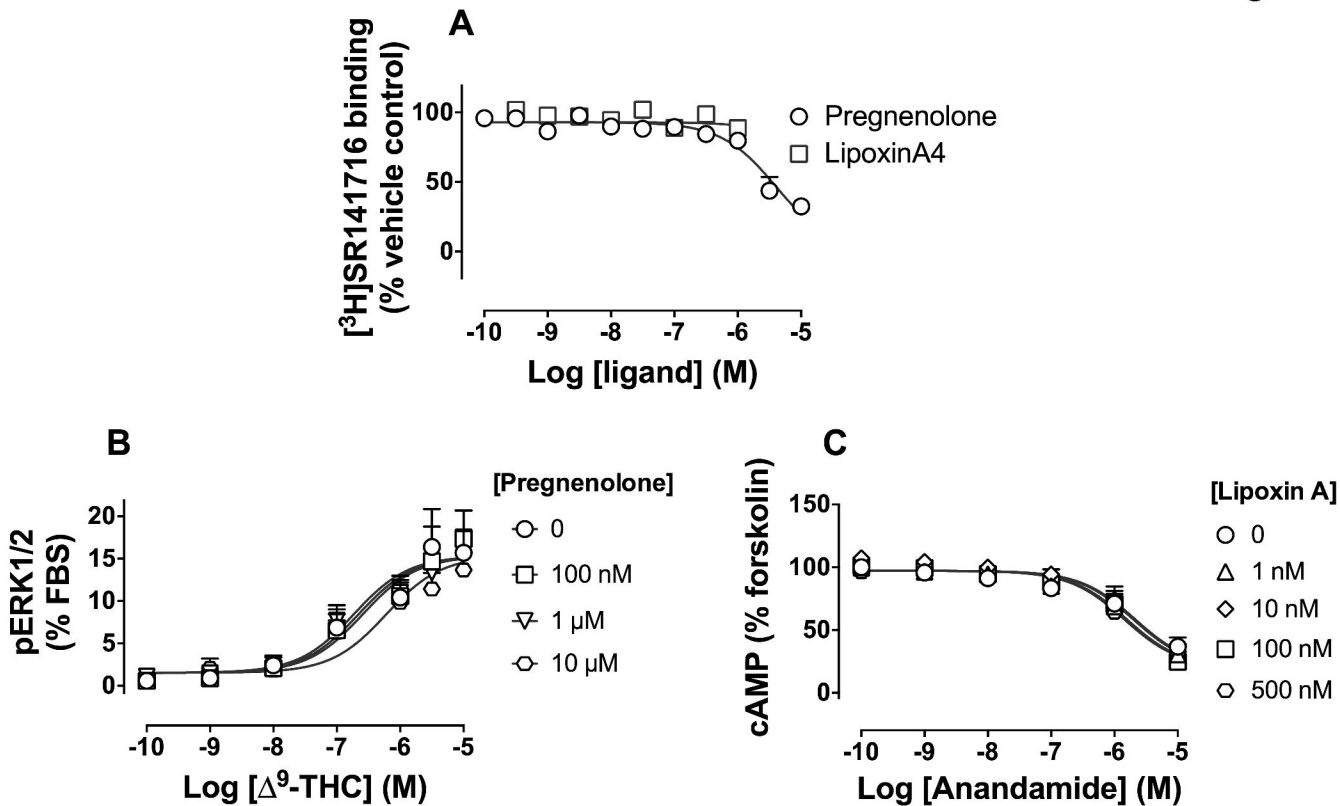 A
[³H]SR141716 binding
(% vehicle control)
100
50
0
-10 -9 -8 -7 -6 -5
Log [ligand] (M)
Pregnenolone
LipoxinA4
B
pERK1/2
(% FBS)
20
15
10
5
0
-10 -9 -8 -7 -6 -5
Log [Δ⁹-THC] (M)
[Pregnenolone]
0
100 nM
1 µM
10 µM
C
cAMP (% forskolin)
150
100
50
0
-10 -9 -8 -7 -6 -5
Log [Anandamide] (M)
[Lipoxin A]
0
1 nM
10 nM
100 nM
500 nM